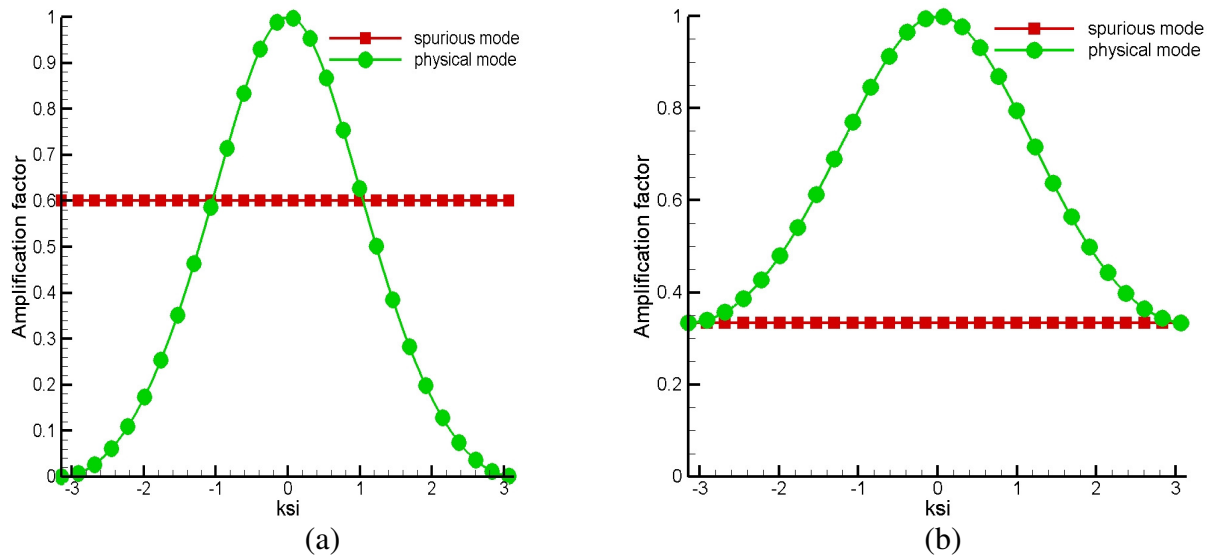 1
0.9
0.8
0.7
0.6
0.5
0.4
0.3
0.2
0.1
0
Amplification factor
spurious mode
physical mode
-3 -2 -1 0 1 2 3
ksi
(a)
1
0.8
0.6
0.4
0.2
0
Amplification factor
spurious mode
physical mode
-3 -2 -1 0 1 2 3
ksi
(b)